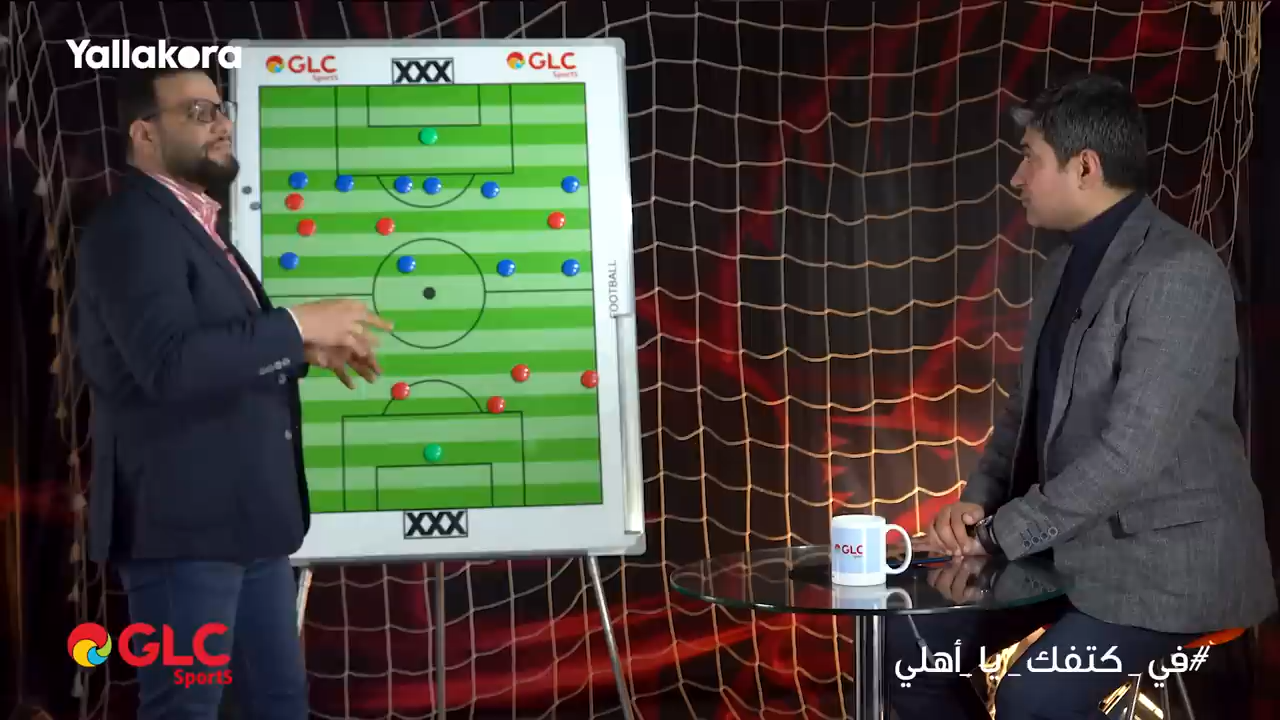 Yallakora
GLC
Sports
XXX
GLC
Sports
FOOTBALL
XXX
GLC
GLC
Sports
#في_كتفك_يا_أهلي